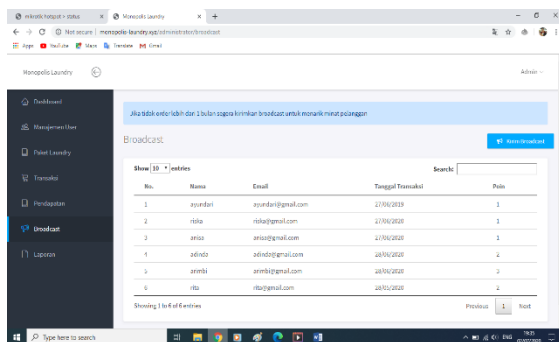 mikrotik hotspot > status
Monopolis Laundry
Not secure | monopolis-laundry.xyz/administrator/broadcast
Apps YouTube Maps Translate Gmail
Monopolis Laundry
Admin
Dashboard
Manajemen User
Paket Laundry
Transaksi
Pendapatan
Broadcast
Laporan
Jika tidak order lebih dari 1 bulan segera kirimkan broadcast untuk menarik minat pelanggan
Broadcast
Kirim Broadcast
Show 10 entries
Search:
No. Nama Email Tanggal Transaksi Poin
1 ayundari ayundari@gmail.com 27/06/2019 1
2 riska riska@gmail.com 27/06/2020 1
3 anisa anisa@gmail.com 27/06/2020 1
4 adinda adinda@gmail.com 28/06/2020 2
5 arimbi arimbi@gmail.com 28/06/2020 3
6 rita rita@gmail.com 28/05/2020 2
Showing 1 to 6 of 6 entries
Previous 1 Next
Type here to search
ENG